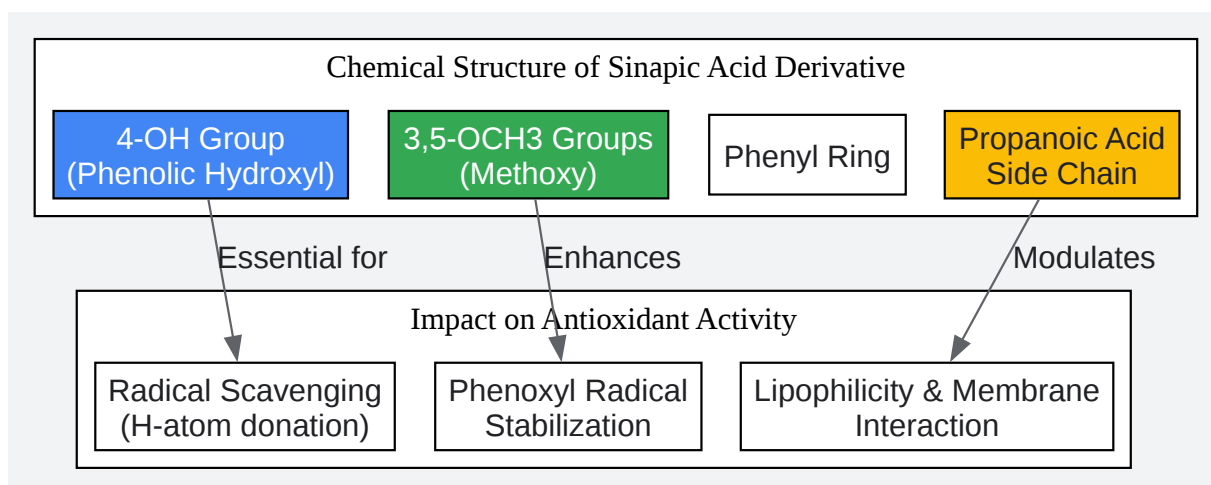 Chemical Structure of Sinapic Acid Derivative
4-OH Group
(Phenolic Hydroxyl)
3,5-OCH3 Groups
(Methoxy)
Phenyl Ring
Propanoic Acid
Side Chain
Essential for
Enhances
Modulates
Impact on Antioxidant Activity
Radical Scavenging
(H-atom donation)
Phenoxyl Radical
Stabilization
Lipophilicity & Membrane
Interaction